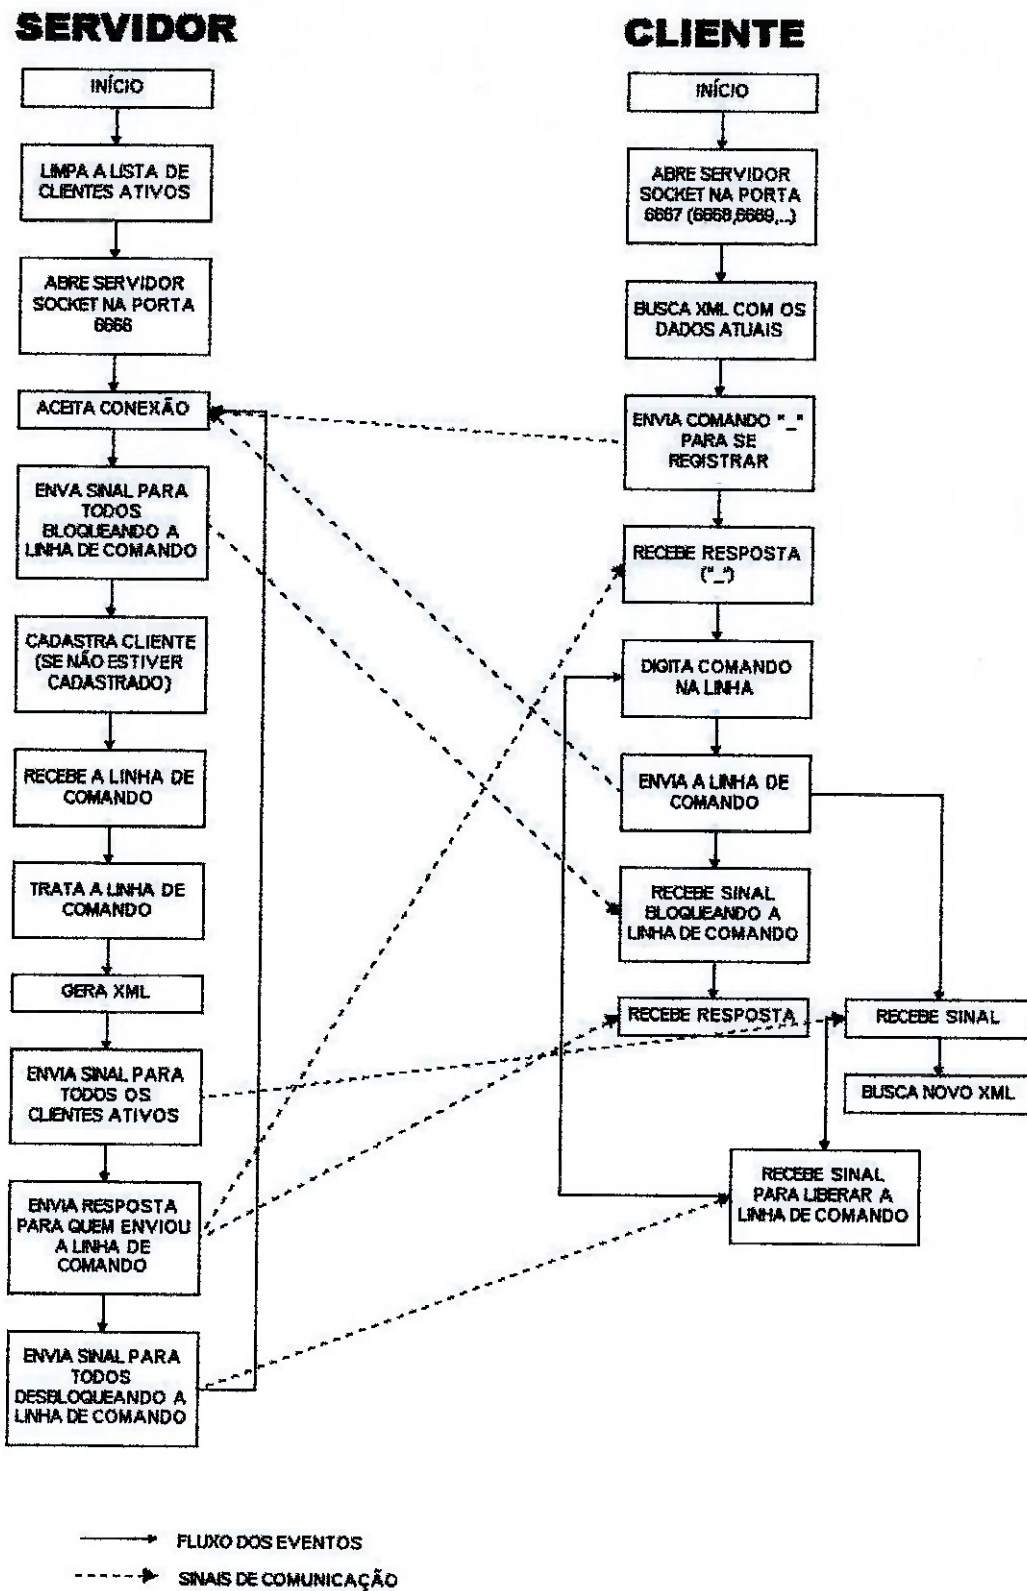 SERVIDOR
INÍCIO
LIMPA A LISTA DE
CLIENTES ATIVOS
ABRE SERVIDOR
SOCKET NA PORTA
6666
ACEITA CONEXÃO
ENVA SINAL PARA
TODOS
BLOQUEANDO A
LINHA DE COMANDO
CADASTRA CLIENTE
(SE NÃO ESTIVER
CADASTRADO)
RECEBE A LINHA DE
COMANDO
TRATA A LINHA DE
COMANDO
GERA XML
ENVIA SINAL PARA
TODOS OS
CLIENTES ATIVOS
ENVIA RESPOSTA
PARA QUEM ENVIOU
A LINHA DE
COMANDO
ENVIA SINAL PARA
TODOS
DESBLOQUEANDO A
LINHA DE COMANDO
CLIENTE
INÍCIO
ABRE SERVIDOR
SOCKET NA PORTA
6667 (6668,6669,...)
BUSCA XML COM OS
DADOS ATUAIS
ENVIA COMANDO "_"
PARA SE
REGISTRAR
RECEBE RESPOSTA
("_")
DIGITA COMANDO
NA LINHA
ENVIA A LINHA DE
COMANDO
RECEBE SINAL
BLOQUEANDO A
LINHA DE COMANDO
RECEBE RESPOSTA
RECEBE SINAL
BUSCA NOVO XML
RECEBE SINAL
PARA LIBERAR A
LINHA DE COMANDO
FLUXO DOS EVENTOS
SINAIS DE COMUNICAÇÃO